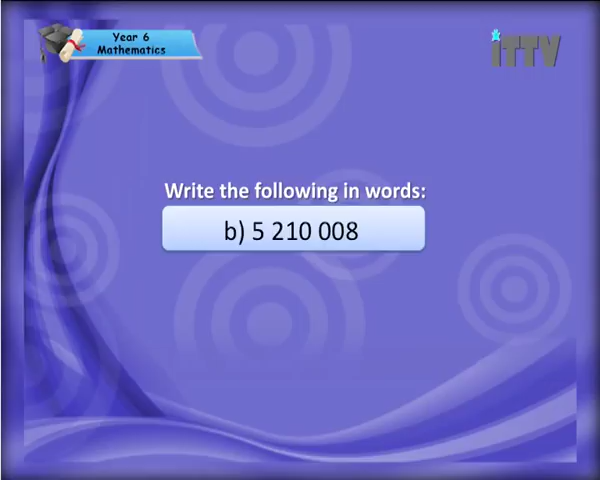 Year 6
Mathematics
iTTV
Write the following in words:
b) 5 210 008